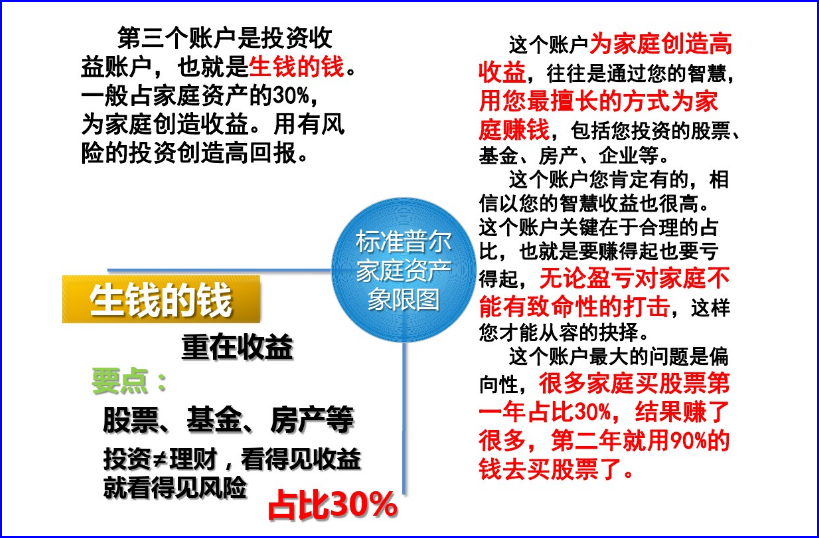 第三个账户是投资收
益账户，也就是生钱的钱。
一般占家庭资产的30%，
为家庭创造收益。用有风
险的投资创造高回报。
标准普尔
家庭资产
象限图
生钱的钱
重在收益
要点：
股票、基金、房产等
投资≠理财，看得见收益
就看得见风险
占比30%
这个账户为家庭创造高
收益，往往是通过您的智慧，
用您最擅长的方式为家
庭赚钱，包括您投资的股票、
基金、房产、企业等。
这个账户您肯定有的，相
信以您的智慧收益也很高。
这个账户关键在于合理的占
比，也就是要赚得起也要亏
得起，无论盈亏对家庭不
能有致命性的打击，这样
您才能从容的抉择。
这个账户最大的问题是偏
向性，很多家庭买股票第
一年占比30%，结果赚了
很多，第二年就用90%的
钱去买股票了。